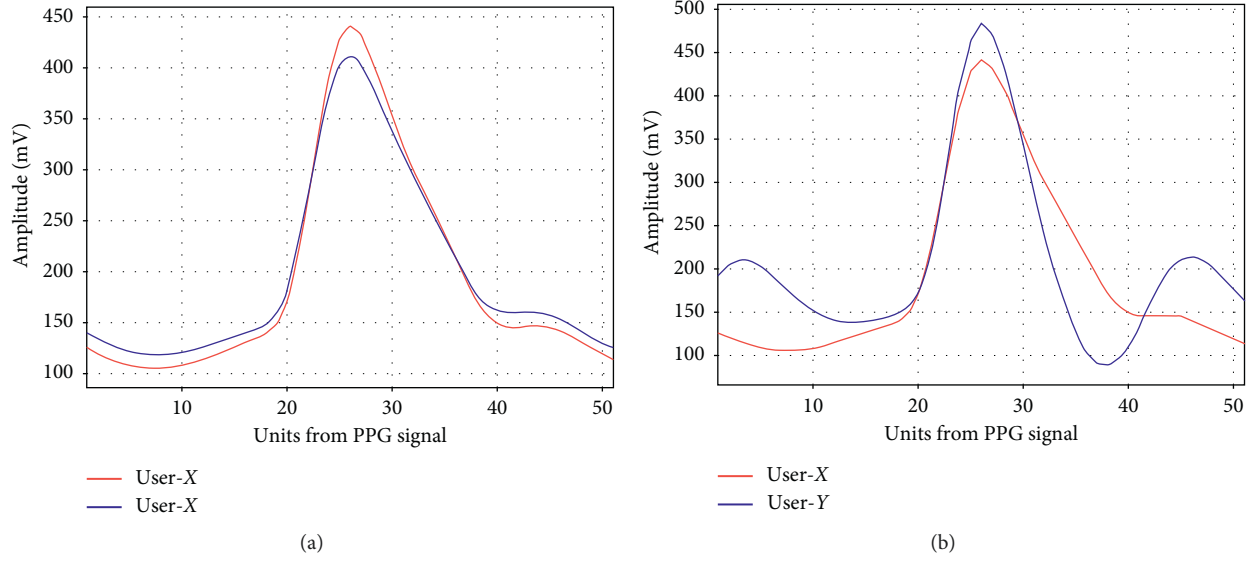 450
400
350
300
250
200
150
100
Amplitude (mV)
10 20 30 40 50
Units from PPG signal
User-X
User-X
(a)
500
450
400
350
300
250
200
150
100
Amplitude (mV)
10 20 30 40 50
Units from PPG signal
User-X
User-Y
(b)